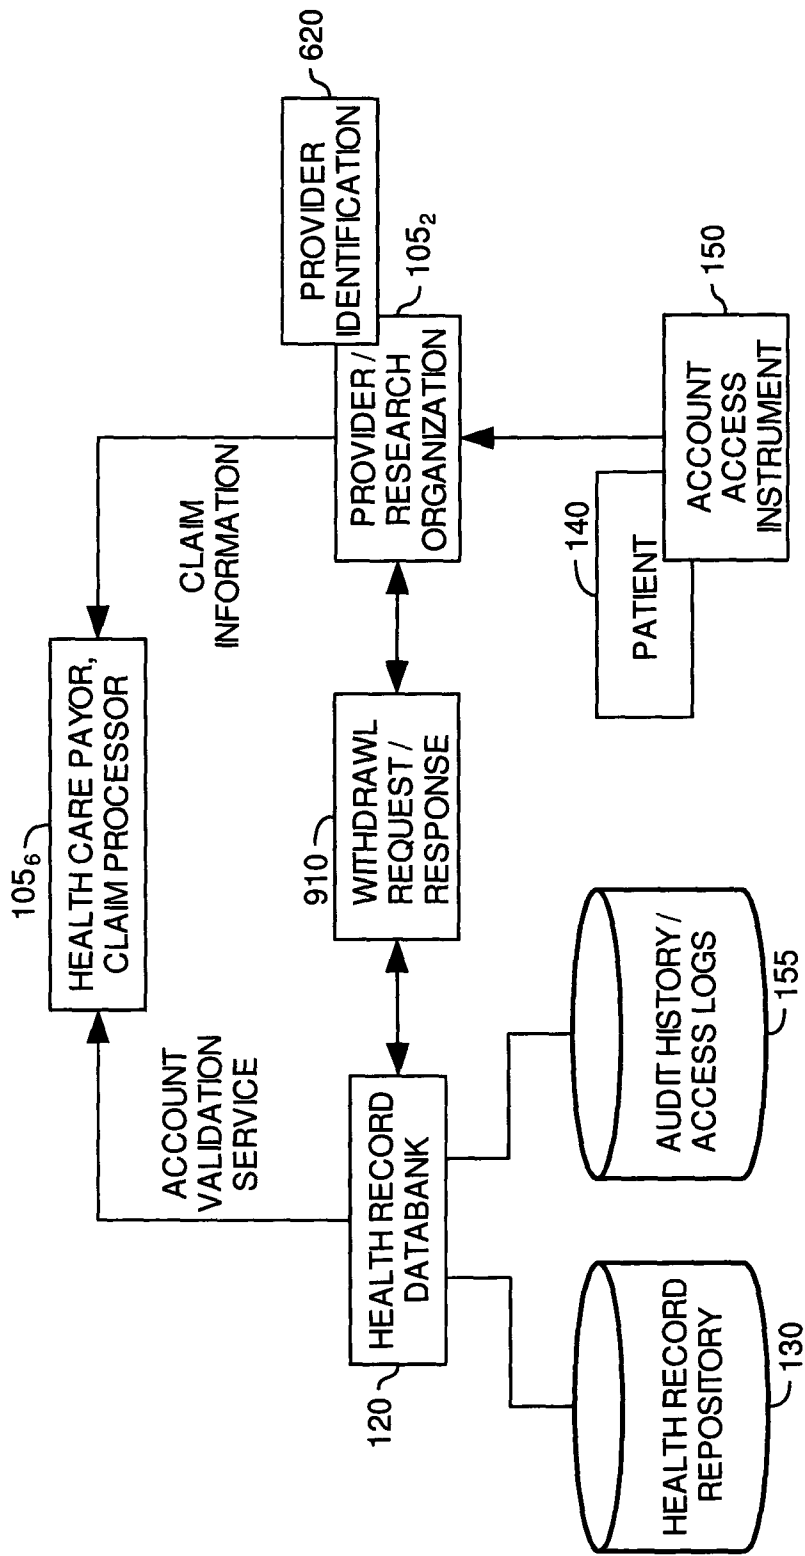 105₆
HEALTH CARE PAYOR,
CLAIM PROCESSOR
ACCOUNT
VALIDATION
SERVICE
CLAIM
INFORMATION
PROVIDER
IDENTIFICATION
620
120
HEALTH RECORD
DATABANK
910
WITHDRAWL
REQUEST /
RESPONSE
PROVIDER /
RESEARCH
ORGANIZATION
105₂
HEALTH RECORD
REPOSITORY
130
AUDIT HISTORY /
ACCESS LOGS
155
140
PATIENT
ACCOUNT
ACCESS
INSTRUMENT
150